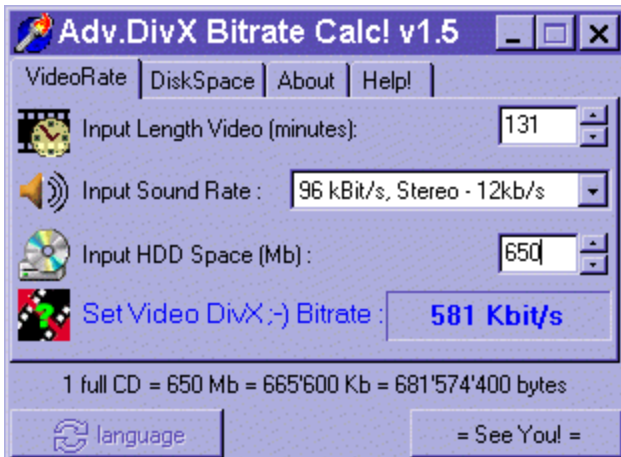 Adv.DivX Bitrate Calc! v1.5
VideoRate DiskSpace About Help!
Input Length Video (minutes): 131
Input Sound Rate : 96 kBit/s, Stereo - 12kb/s
Input HDD Space (Mb) : 650
Set Video DivX ;-) Bitrate : 581 Kbit/s
1 full CD = 650 Mb = 665'600 Kb = 681'574'400 bytes
language = See You! =